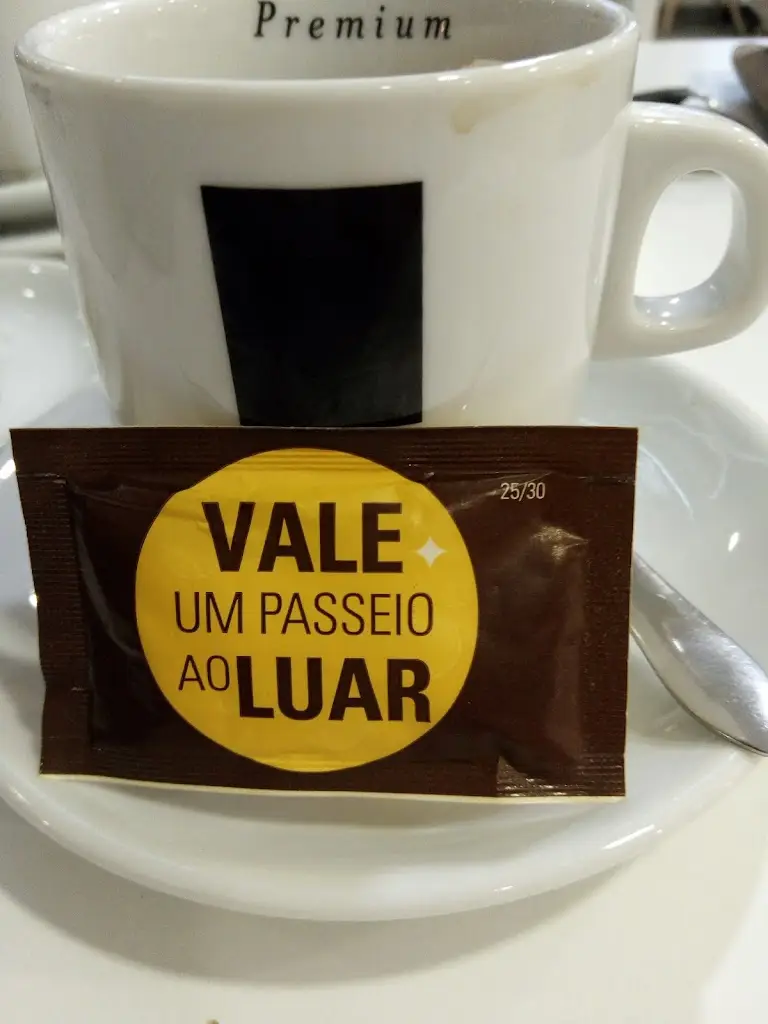 Premium
25/30
VALE
UM PASSEIO
AO LUAR